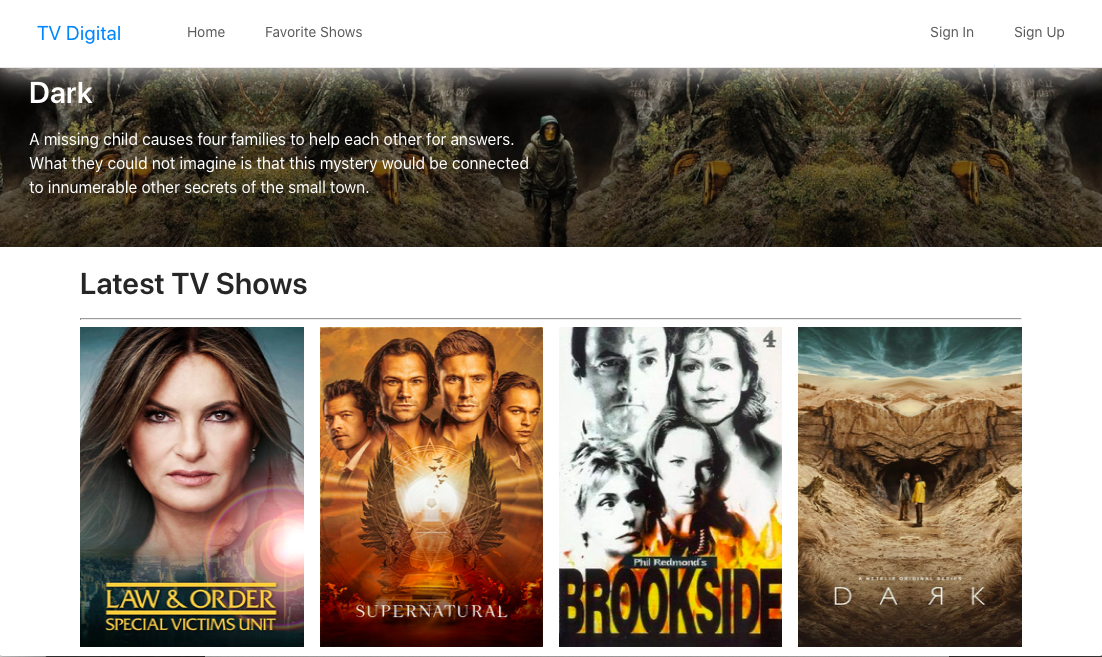 TV Digital
Home
Favorite Shows
Sign In
Sign Up
Dark
A missing child causes four families to help each other for answers.
What they could not imagine is that this mystery would be connected
to innumerable other secrets of the small town.
Latest TV Shows
LAW & ORDER
SPECIAL VICTIMS UNIT
SUPERNATURAL
4
Phil Redmond's
BROOKSIDE
A NETFLIX ORIGINAL SERIES
D A Я K